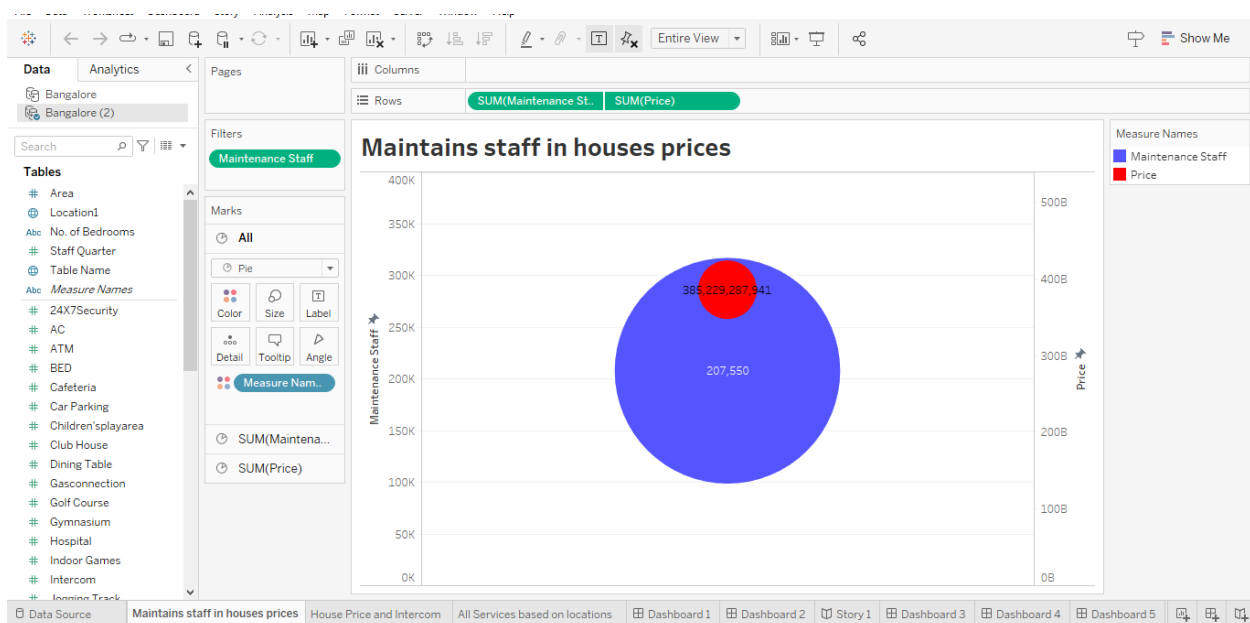 Entire View
Show Me
Data
Analytics
Pages
Columns
Bangalore
Bangalore (2)
Rows
SUM(Maintenance St..
SUM(Price)
Search
Filters
Maintenance Staff
Maintains staff in houses prices
Measure Names
Maintenance Staff
Price
Tables
# Area
Location1
Abc No. of Bedrooms
# Staff Quarter
Table Name
Abc Measure Names
# 24X7Security
# AC
# ATM
# BED
# Cafeteria
# Car Parking
# Children'splayarea
# Club House
# Dining Table
# Gasconnection
# Golf Course
# Gymnasium
# Hospital
# Indoor Games
# Intercom
# Jogging Track
Marks
All
Pie
Color
Size
Label
Detail
Tooltip
Angle
Measure Nam..
SUM(Maintena...
SUM(Price)
400K
350K
300K
250K
200K
150K
100K
50K
0K
Maintenance Staff
385,229,287,941
207,550
500B
400B
300B
200B
100B
0B
Price
Data Source
Maintains staff in houses prices
House Price and Intercom
All Services based on locations
Dashboard 1
Dashboard 2
Story 1
Dashboard 3
Dashboard 4
Dashboard 5